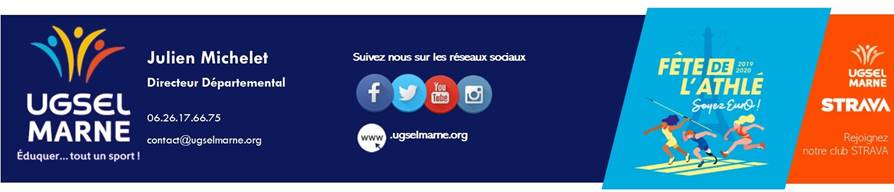 UGSEL
MARNE
Éduquer... tout un sport !
Julien Michelet
Directeur Départemental
06.26.17.66.75
contact@ugselmarne.org
Suivez nous sur les réseaux sociaux
f
You
Tube
www
.ugselmarne.org
FÊTE DE
2019
2020
L'ATHLÉ
Soyez EurO !
UGSEL
MARNE
STRAVA
Rejoignez
notre club STRAVA